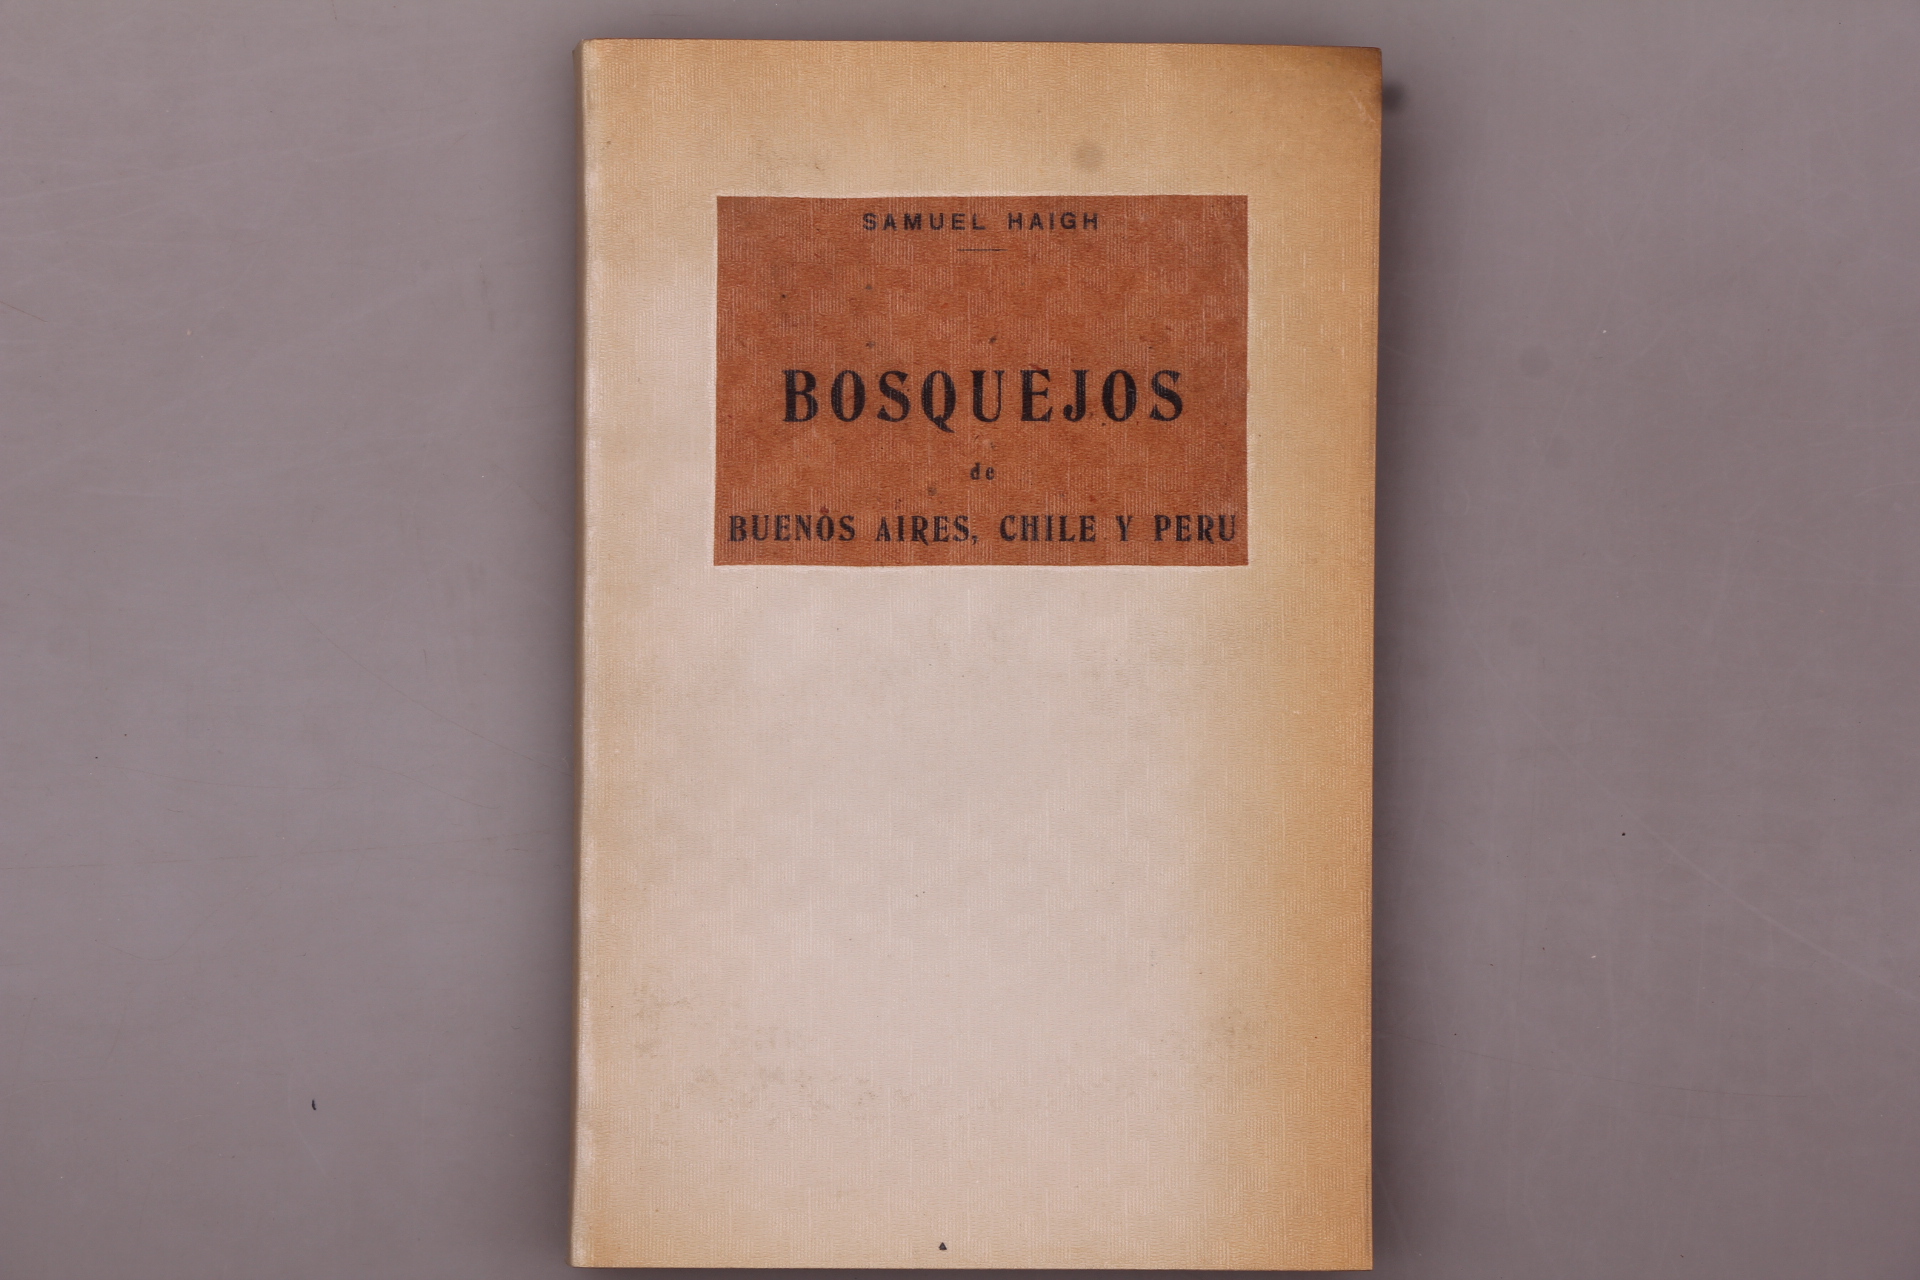 SAMUEL HAIGH
BOSQUEJOS
de
BUENOS AIRES, CHILE Y PERU